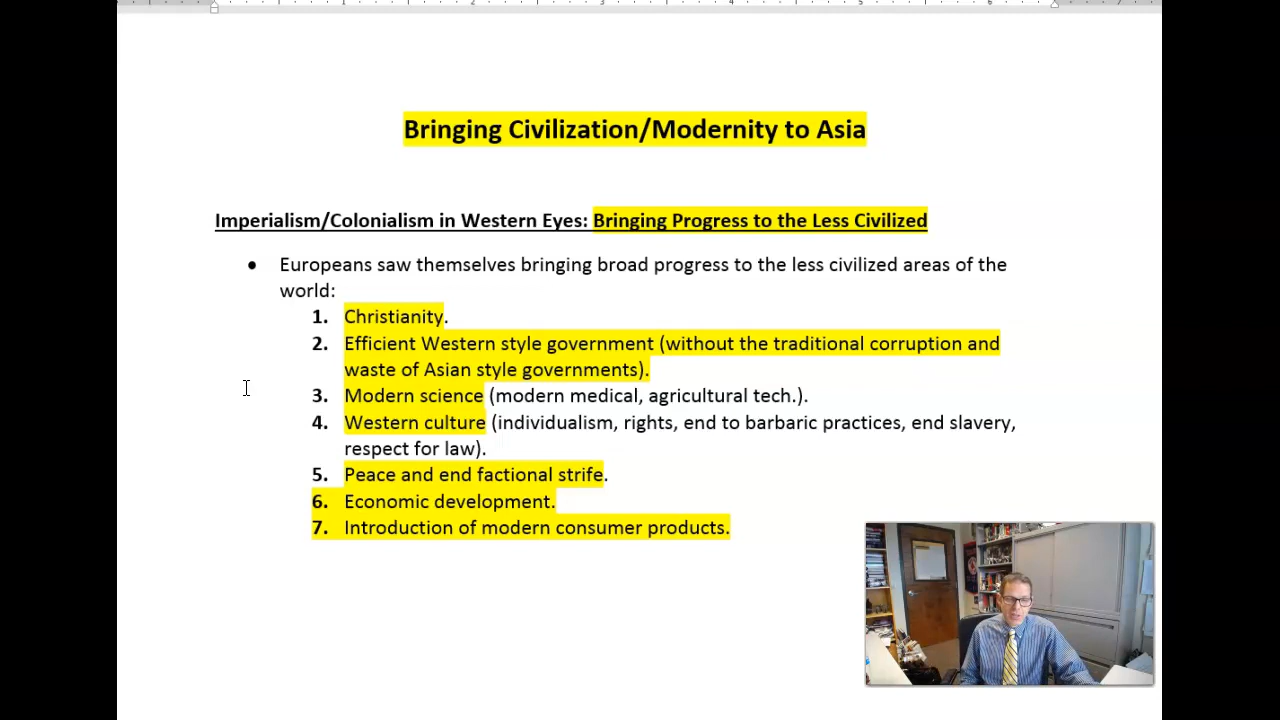 Bringing Civilization/Modernity to Asia
Imperialism/Colonialism in Western Eyes: Bringing Progress to the Less Civilized
• Europeans saw themselves bringing broad progress to the less civilized areas of the
world:
1. Christianity.
2. Efficient Western style government (without the traditional corruption and
waste of Asian style governments).
3. Modern science (modern medical, agricultural tech.).
4. Western culture (individualism, rights, end to barbaric practices, end slavery,
respect for law).
5. Peace and end factional strife.
6. Economic development.
7. Introduction of modern consumer products.